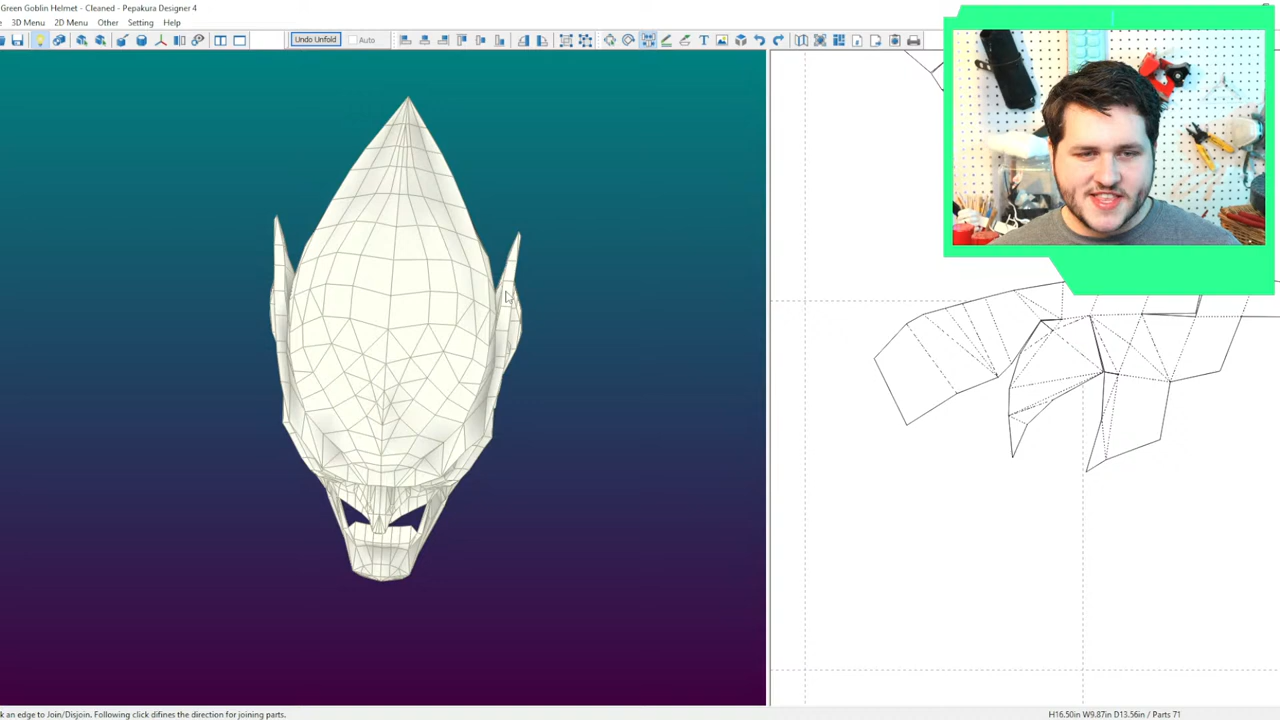 Green Goblin Helmet - Cleaned - Pepakura Designer 4
3D Menu 2D Menu Other Setting Help
Undo Unfold Auto
k an edge to Join/Disjoin. Following click difines the direction for joining parts.
H16.50in W9.87in D13.56in / Parts 71